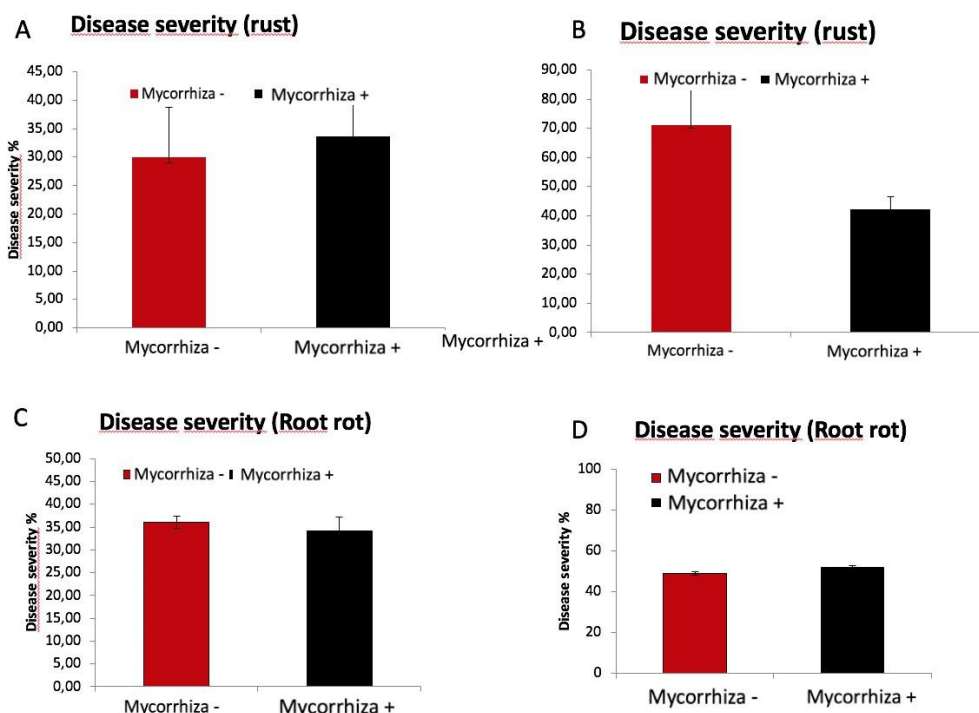 A
Disease severity (rust)
45,00
40,00
35,00
30,00
25,00
20,00
15,00
10,00
5,00
0,00
Disease severity %
Mycorrhiza - Mycorrhiza +
Mycorrhiza - Mycorrhiza + Mycorrhiza +
B
Disease severity (rust)
90,00
80,00
70,00
60,00
50,00
40,00
30,00
20,00
10,00
0,00
Mycorrhiza - Mycorrhiza +
Mycorrhiza - Mycorrhiza +
C
Disease severity (Root rot)
50,00
45,00
40,00
35,00
30,00
25,00
20,00
15,00
10,00
5,00
0,00
Disease severity %
Mycorrhiza - Mycorrhiza +
Mycorrhiza - Mycorrhiza +
D
Disease severity (Root rot)
100
80
60
40
20
0
Disease severity %
Mycorrhiza -
Mycorrhiza +
Mycorrhiza - Mycorrhiza +